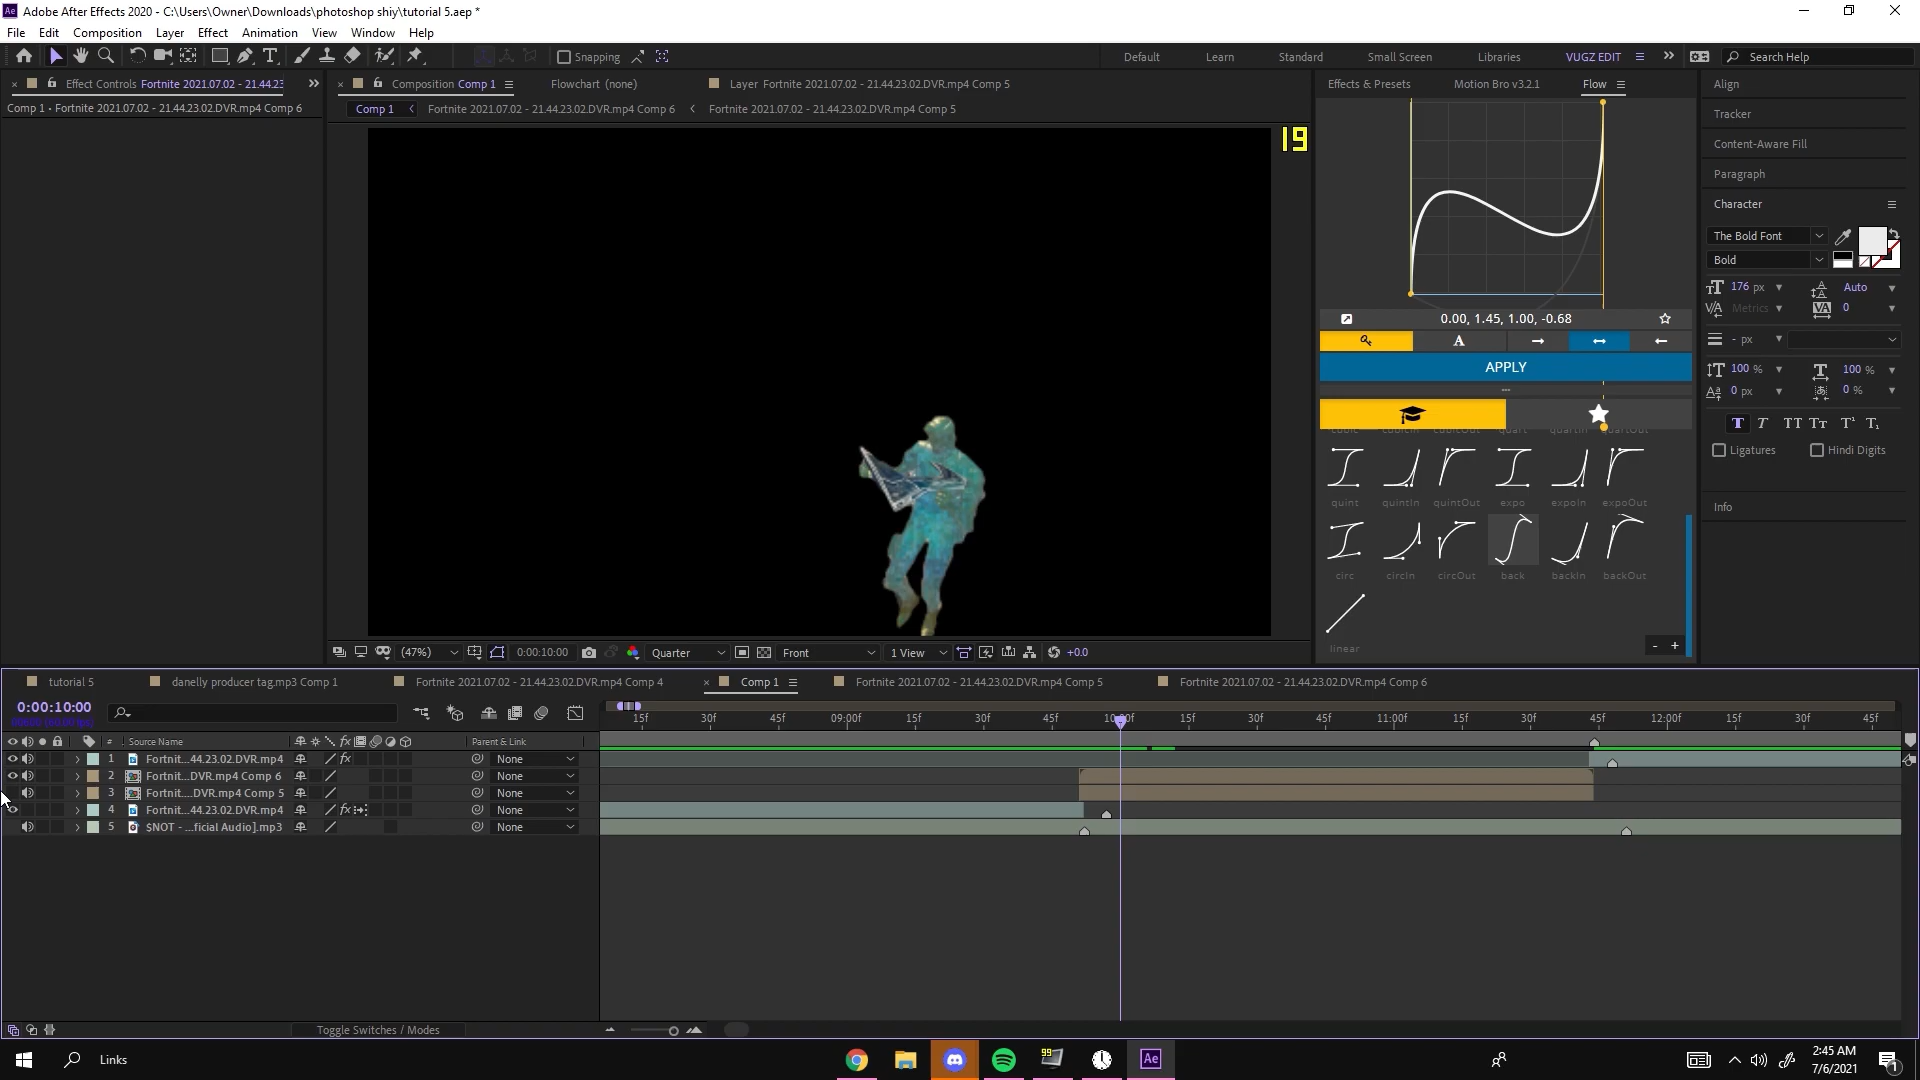 Adobe After Effects 2020 - C:\Users\Owner\Downloads\photoshop shiy\tutorial 5.aep *
File Edit Composition Layer Effect Animation View Window Help
Snapping Default Learn Standard Small Screen Libraries VUGZ EDIT Search Help
Effect Controls Fortnite 2021.07.02 - 21.44.23 Composition Comp 1 Flowchart (none) Layer Fortnite 2021.07.02 - 21.44.23.02.DVR.mp4 Comp 5 Effects & Presets Motion Bro v3.2.1 Flow Align
Comp 1 • Fortnite 2021.07.02 - 21.44.23.02.DVR.mp4 Comp 6 Comp 1 Fortnite 2021.07.02 - 21.44.23.02.DVR.mp4 Comp 6 Fortnite 2021.07.02 - 21.44.23.02.DVR.mp4 Comp 5
19
Tracker
Content-Aware Fill
Paragraph
Character
The Bold Font
Bold
176 px Auto
Metrics 0
0.00, 1.45, 1.00, -0.68
- px
APPLY
100 % 100 %
0 px 0 %
T T TT Tt T¹ T₁
Ligatures Hindi Digits
quint quintIn quintOut expo expoIn expoOut
Info
circ circIn circOut back backIn backOut
linear
(47%) 0:00:10:00 Quarter Front 1 View +0.0
tutorial 5 danelly producer tag.mp3 Comp 1 Fortnite 2021.07.02 - 21.44.23.02.DVR.mp4 Comp 4 Comp 1 Fortnite 2021.07.02 - 21.44.23.02.DVR.mp4 Comp 5 Fortnite 2021.07.02 - 21.44.23.02.DVR.mp4 Comp 6
0:00:10:00
15f 30f 45f 09:00f 15f 30f 45f 15f 30f 45f 11:00f 15f 30f 45f 12:00f 15f 30f 45f
# Source Name Parent & Link
1 Fortnit...44.23.02.DVR.mp4 None
2 Fortnit...DVR.mp4 Comp 6 None
3 Fortnit....DVR.mp4 Comp 5 None
4 Fortnit...44.23.02.DVR.mp4 None
5 $NOT - ...ficial Audio].mp3 None
Toggle Switches / Modes
Links 99 Ae 2:45 AM
7/6/2021 1